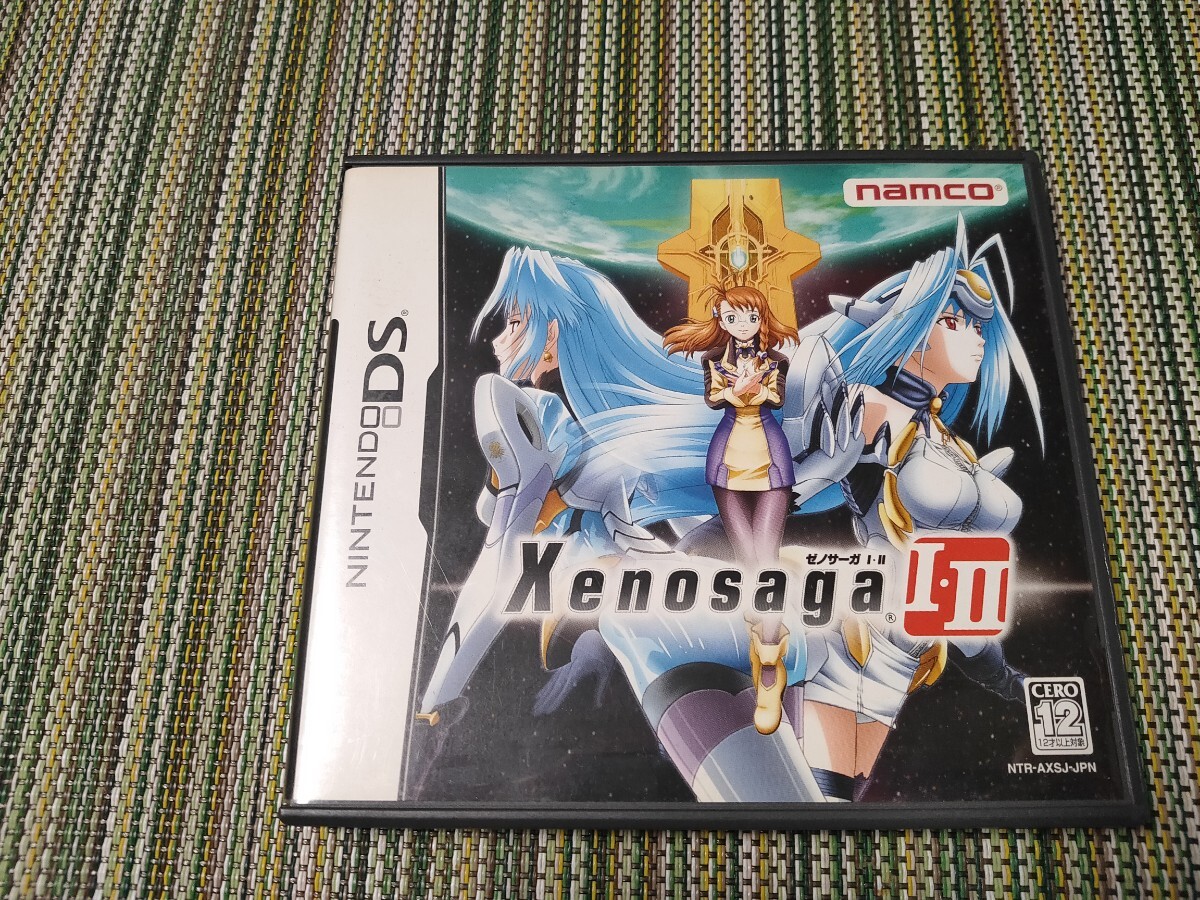 namco®
NINTENDO DS®
ゼノサーガ I・II
Xenosaga® I・II
CERO
12
12才以上対象
NTR-AXSJ-JPN